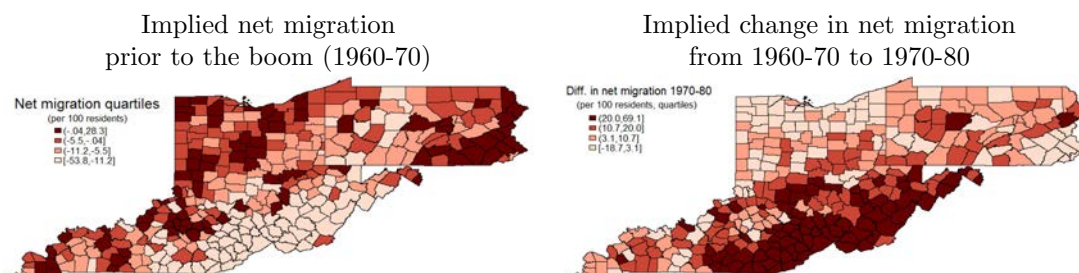 Implied net migration
prior to the boom (1960-70)
Net migration quartiles
(per 100 residents)
(-.04,28.3]
(-5.5,-.04]
(-11.2,-5.5]
[-53.8,-11.2]
Implied change in net migration
from 1960-70 to 1970-80
Diff. in net migration 1970-80
(per 100 residents, quartiles)
(20.0,69.1]
(10.7,20.0]
(3.1,10.7]
[-18.7,3.1]